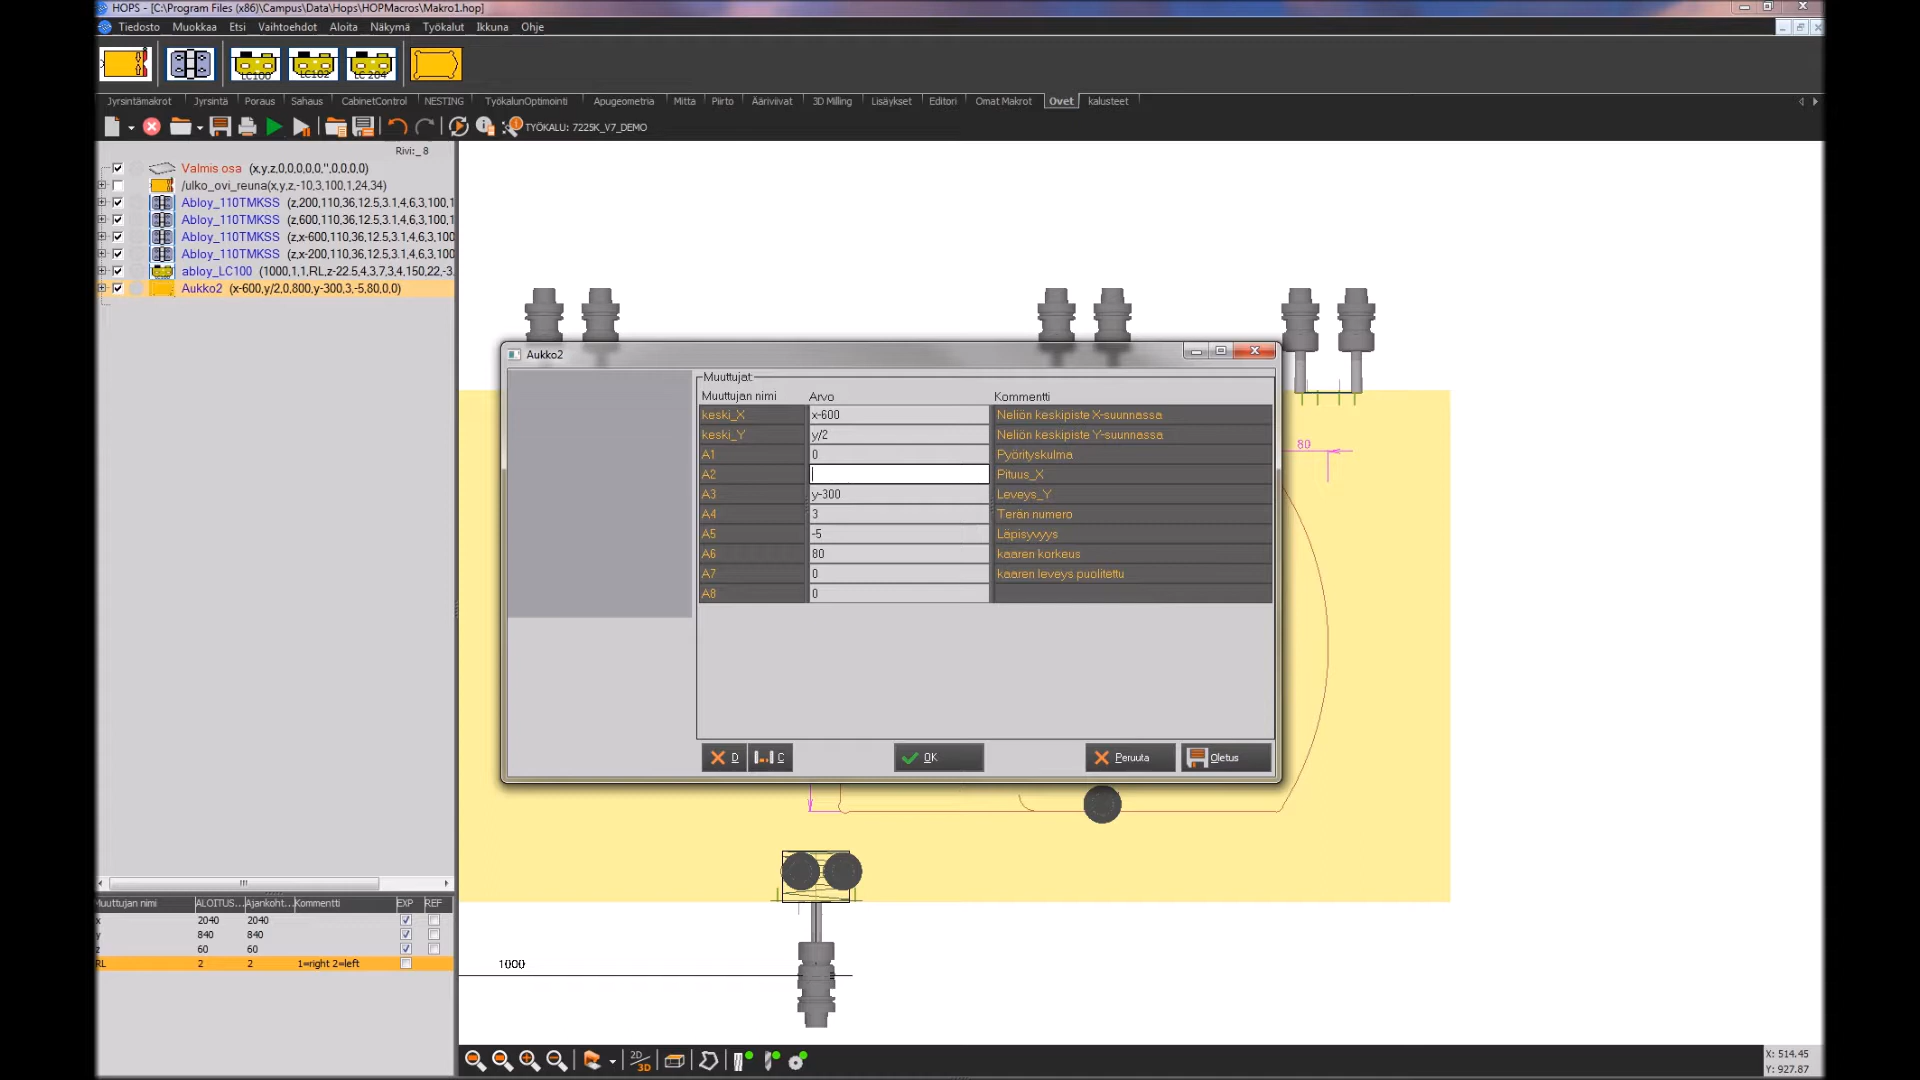 HOPS - [C:\Program Files (x86)\Campus\Data\Hops\HOPMacros\Makro1.hop]
Tiedosto Muokkaa Etsi Vaihtoehdot Aloita Näkymä Työkalut Ikkuna Ohje
LC100 LC102 LC 204
Jyrsintämakrot Jyrsintä Poraus Sahaus CabinetControl NESTING TyökalunOptimointi Apugeometria Mitta Piirto Ääriviivat 3D Milling Lisäykset Editori Omat Makrot Ovet kalusteet
TYÖKALU: 7225K_V7_DEMO
Rivi:_ 8
Valmis osa (x,y,z,0,0,0,0,0,'',0,0,0,0)
/ulko_ovi_reuna(x,y,z,-10,3,100,1,24,34)
Abloy_110TMKSS (z,200,110,36,12.5,3.1,4,6,3,100,1
Abloy_110TMKSS (z,600,110,36,12.5,3.1,4,6,3,100,1
Abloy_110TMKSS (z,x-600,110,36,12.5,3.1,4,6,3,100
Abloy_110TMKSS (z,x-200,110,36,12.5,3.1,4,6,3,100
abloy_LC100 (1000,1,1,RL,z-22.5,4,3,7,3,4,150,22,-3.
Aukko2 (x-600,y/2,0,800,y-300,3,-5,80,0,0)
Aukko2
Muuttujat
Muuttujan nimi Arvo Kommentti
keski_X x-600 Neliön keskipiste X-suunnassa
keski_Y y/2 Neliön keskipiste Y-suunnassa
A1 0 Pyörityskulma
A2 Pituus_X
A3 y-300 Leveys_Y
A4 3 Terän numero
A5 -5 Läpisyvyys
A6 80 kaaren korkeus
A7 0 kaaren leveys puolitettu
A8 0
D C OK Peruuta Oletus
80
Muuttujan nimi ALOITUS... Ajankoht... Kommentti EXP REF
x 2040 2040
y 840 840
z 60 60
RL 2 2 1=right 2=left
1000
2D/3D
X: 514.45
Y: 927.87